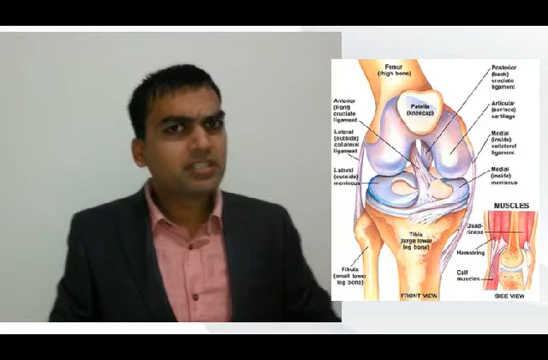 Femur
(thigh bone)
Posterior
(back)
cruciate
ligament
Patella
(kneecap)
Articular
(surface)
cartilage
Anterior
(front)
cruciate
ligament
Lateral
(outside)
collateral
ligament
Medial
(inside)
collateral
ligament
Lateral
(outside)
meniscus
Medial
(inside)
meniscus
MUSCLES
Quad-
riceps
Tibia
(large lower
leg bone)
Hamstring
Fibula
(small lower
leg bone)
Calf
muscles
FRONT VIEW
SIDE VIEW